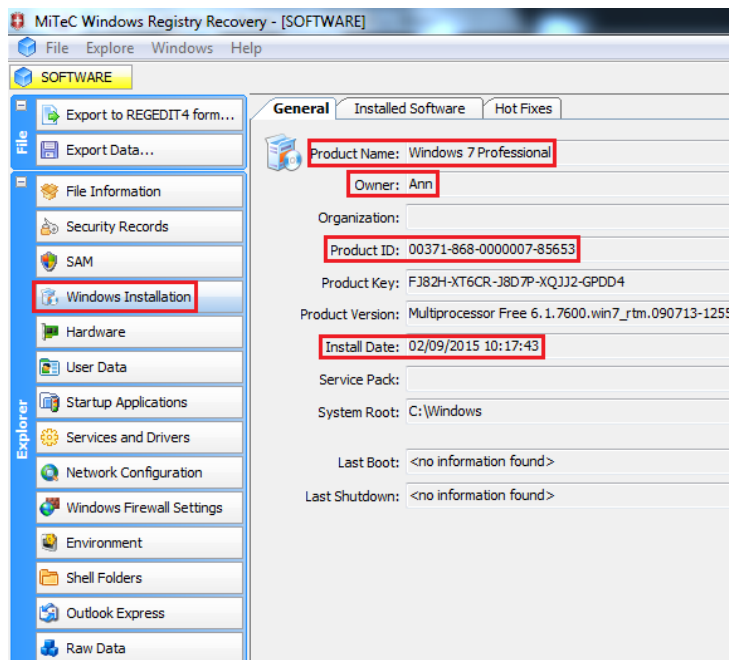 MiTeC Windows Registry Recovery - [SOFTWARE]
File Explore Windows Help
SOFTWARE
File
Export to REGEDIT4 form...
Export Data...
Explorer
File Information
Security Records
SAM
Windows Installation
Hardware
User Data
Startup Applications
Services and Drivers
Network Configuration
Windows Firewall Settings
Environment
Shell Folders
Outlook Express
Raw Data
General Installed Software Hot Fixes
Product Name: Windows 7 Professional
Owner: Ann
Organization:
Product ID: 00371-868-0000007-85653
Product Key: FJ82H-XT6CR-J8D7P-XQJJ2-GPDD4
Product Version: Multiprocessor Free 6.1.7600.win7_rtm.090713-1255
Install Date: 02/09/2015 10:17:43
Service Pack:
System Root: C:\Windows
Last Boot: <no information found>
Last Shutdown: <no information found>